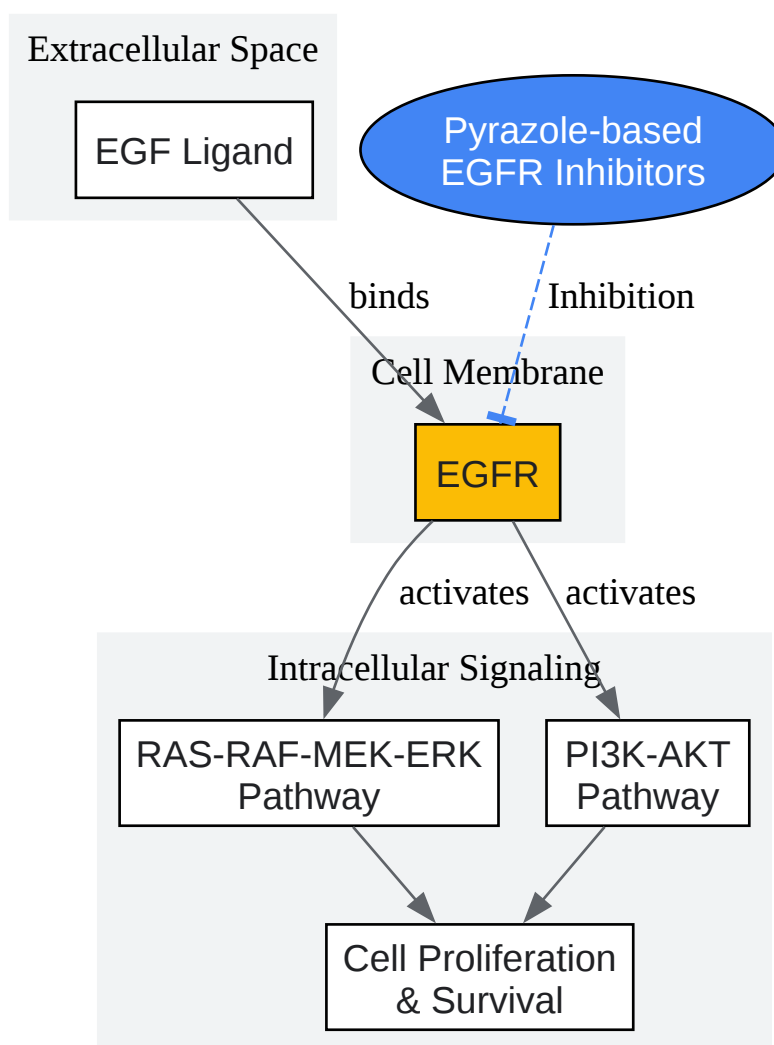 Extracellular Space
EGF Ligand
Pyrazole-based
EGFR Inhibitors
binds
Inhibition
Cell Membrane
EGFR
activates
activates
Intracellular Signaling
RAS-RAF-MEK-ERK
Pathway
PI3K-AKT
Pathway
Cell Proliferation
& Survival